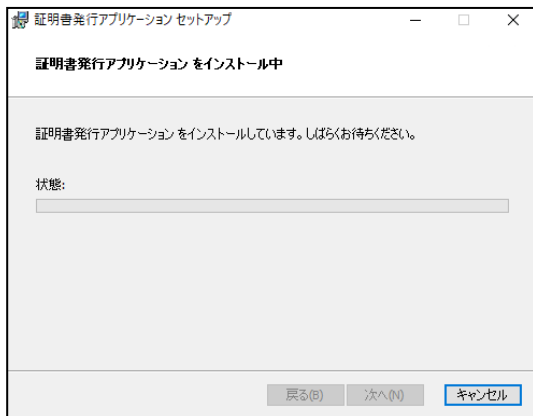 証明書発行アプリケーション セットアップ
証明書発行アプリケーション をインストール中
証明書発行アプリケーション をインストールしています。しばらくお待ちください。
状態:
戻る(B) 次へ(N) キャンセル